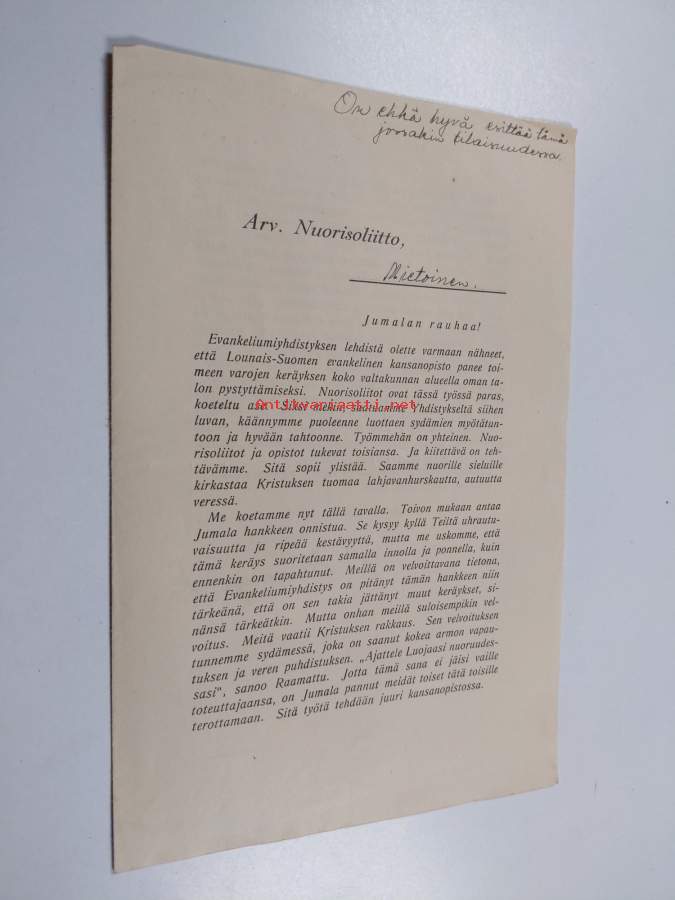 On ehkä hyvä esittää tämä
jossakin tilaisuudessa.
Arv. Nuorisoliitto,
Mietoinen.
Jumalan rauhaa!
Evankeliumiyhdistyksen lehdistä olette varmaan nähneet,
että Lounais-Suomen evankelinen kansanopisto panee toi-
meen varojen keräyksen koko valtakunnan alueella oman ta-
lon pystyttämiseksi. Nuorisoliitot ovat tässä työssä paras,
koeteltu ase. Siksi mekin, saatuamme Yhdistykseltä siihen
antikvariaatti.net
luvan, käännymme puoleenne luottaen sydämien myötätun-
toon ja hyvään tahtoonne. Työmmehän on yhteinen. Nuo-
risoliitot ja opistot tukevat toisiansa. Ja kiitettävä on teh-
tävämme. Sitä sopii ylistää. Saamme nuorille sieluille
kirkastaa Kristuksen tuomaa lahjavanhurskautta, autuutta
veressä.
Me koetamme nyt tällä tavalla. Toivon mukaan antaa
Jumala hankkeen onnistua. Se kysyy kyllä Teiltä uhrautu-
vaisuutta ja ripeää kestävyyttä, mutta me uskomme, että
tämä keräys suoritetaan samalla innolla ja ponnella, kuin
ennenkin on tapahtunut. Meillä on velvoittavana tietona,
että Evankeliumiyhdistys on pitänyt tämän hankkeen niin
tärkeänä, että on sen takia jättänyt muut keräykset, si-
nänsä tärkeätkin. Mutta onhan meillä suloisempikin vel-
voitus. Meitä vaatii Kristuksen rakkaus. Sen velvoituksen
tunnemme sydämessä, joka on saanut kokea armon vapau-
tuksen ja veren puhdistuksen. „Ajattele Luojaasi nuoruudes-
sasi“, sanoo Raamattu. Jotta tämä sana ei jäisi vaille
toteuttajaansa, on Jumala pannut meidät toiset tätä toisille
terottamaan. Sitä työtä tehdään juuri kansanopistossa.